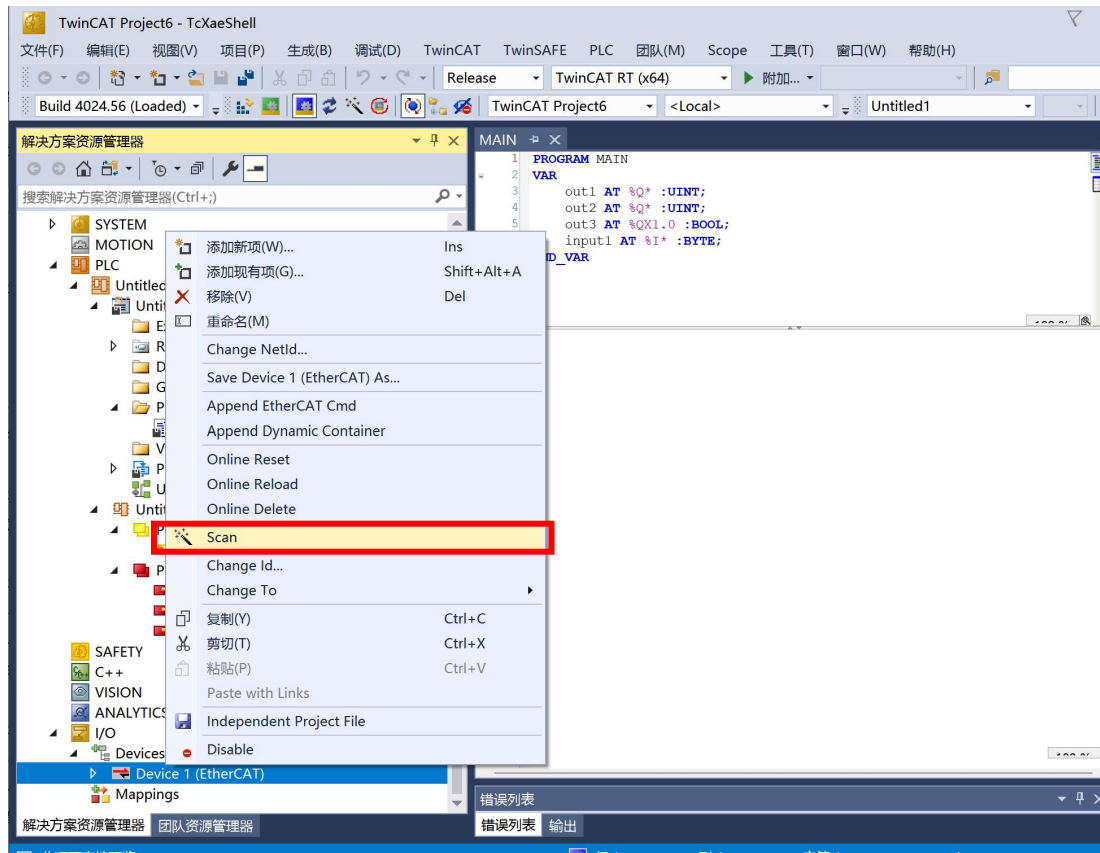 TwinCAT Project6 - TcXaeShell
文件(F) 编辑(E) 视图(V) 项目(P) 生成(B) 调试(D) TwinCAT TwinSAFE PLC 团队(M) Scope 工具(T) 窗口(W) 帮助(H)
Release TwinCAT RT (x64) 附加...
Build 4024.56 (Loaded) TwinCAT Project6 <Local> Untitled1
解决方案资源管理器
搜索解决方案资源管理器(Ctrl+;)
SYSTEM
MOTION
PLC
Untitled
Unti
E
R
D
G
P
V
P
U
Unti
P
P
SAFETY
C++
VISION
ANALYTICS
I/O
Devices
Device 1 (EtherCAT)
Mappings
解决方案资源管理器 团队资源管理器
添加新项(W)... Ins
添加现有项(G)... Shift+Alt+A
移除(V) Del
重命名(M)
Change NetId...
Save Device 1 (EtherCAT) As...
Append EtherCAT Cmd
Append Dynamic Container
Online Reset
Online Reload
Online Delete
Scan
Change Id...
Change To
复制(Y) Ctrl+C
剪切(T) Ctrl+X
粘贴(P) Ctrl+V
Paste with Links
Independent Project File
Disable
MAIN
1 PROGRAM MAIN
2 VAR
3 out1 AT %Q* :UINT;
4 out2 AT %Q* :UINT;
5 out3 AT %QX1.0 :BOOL;
input1 AT %I* :BYTE;
D_VAR
错误列表
错误列表 输出